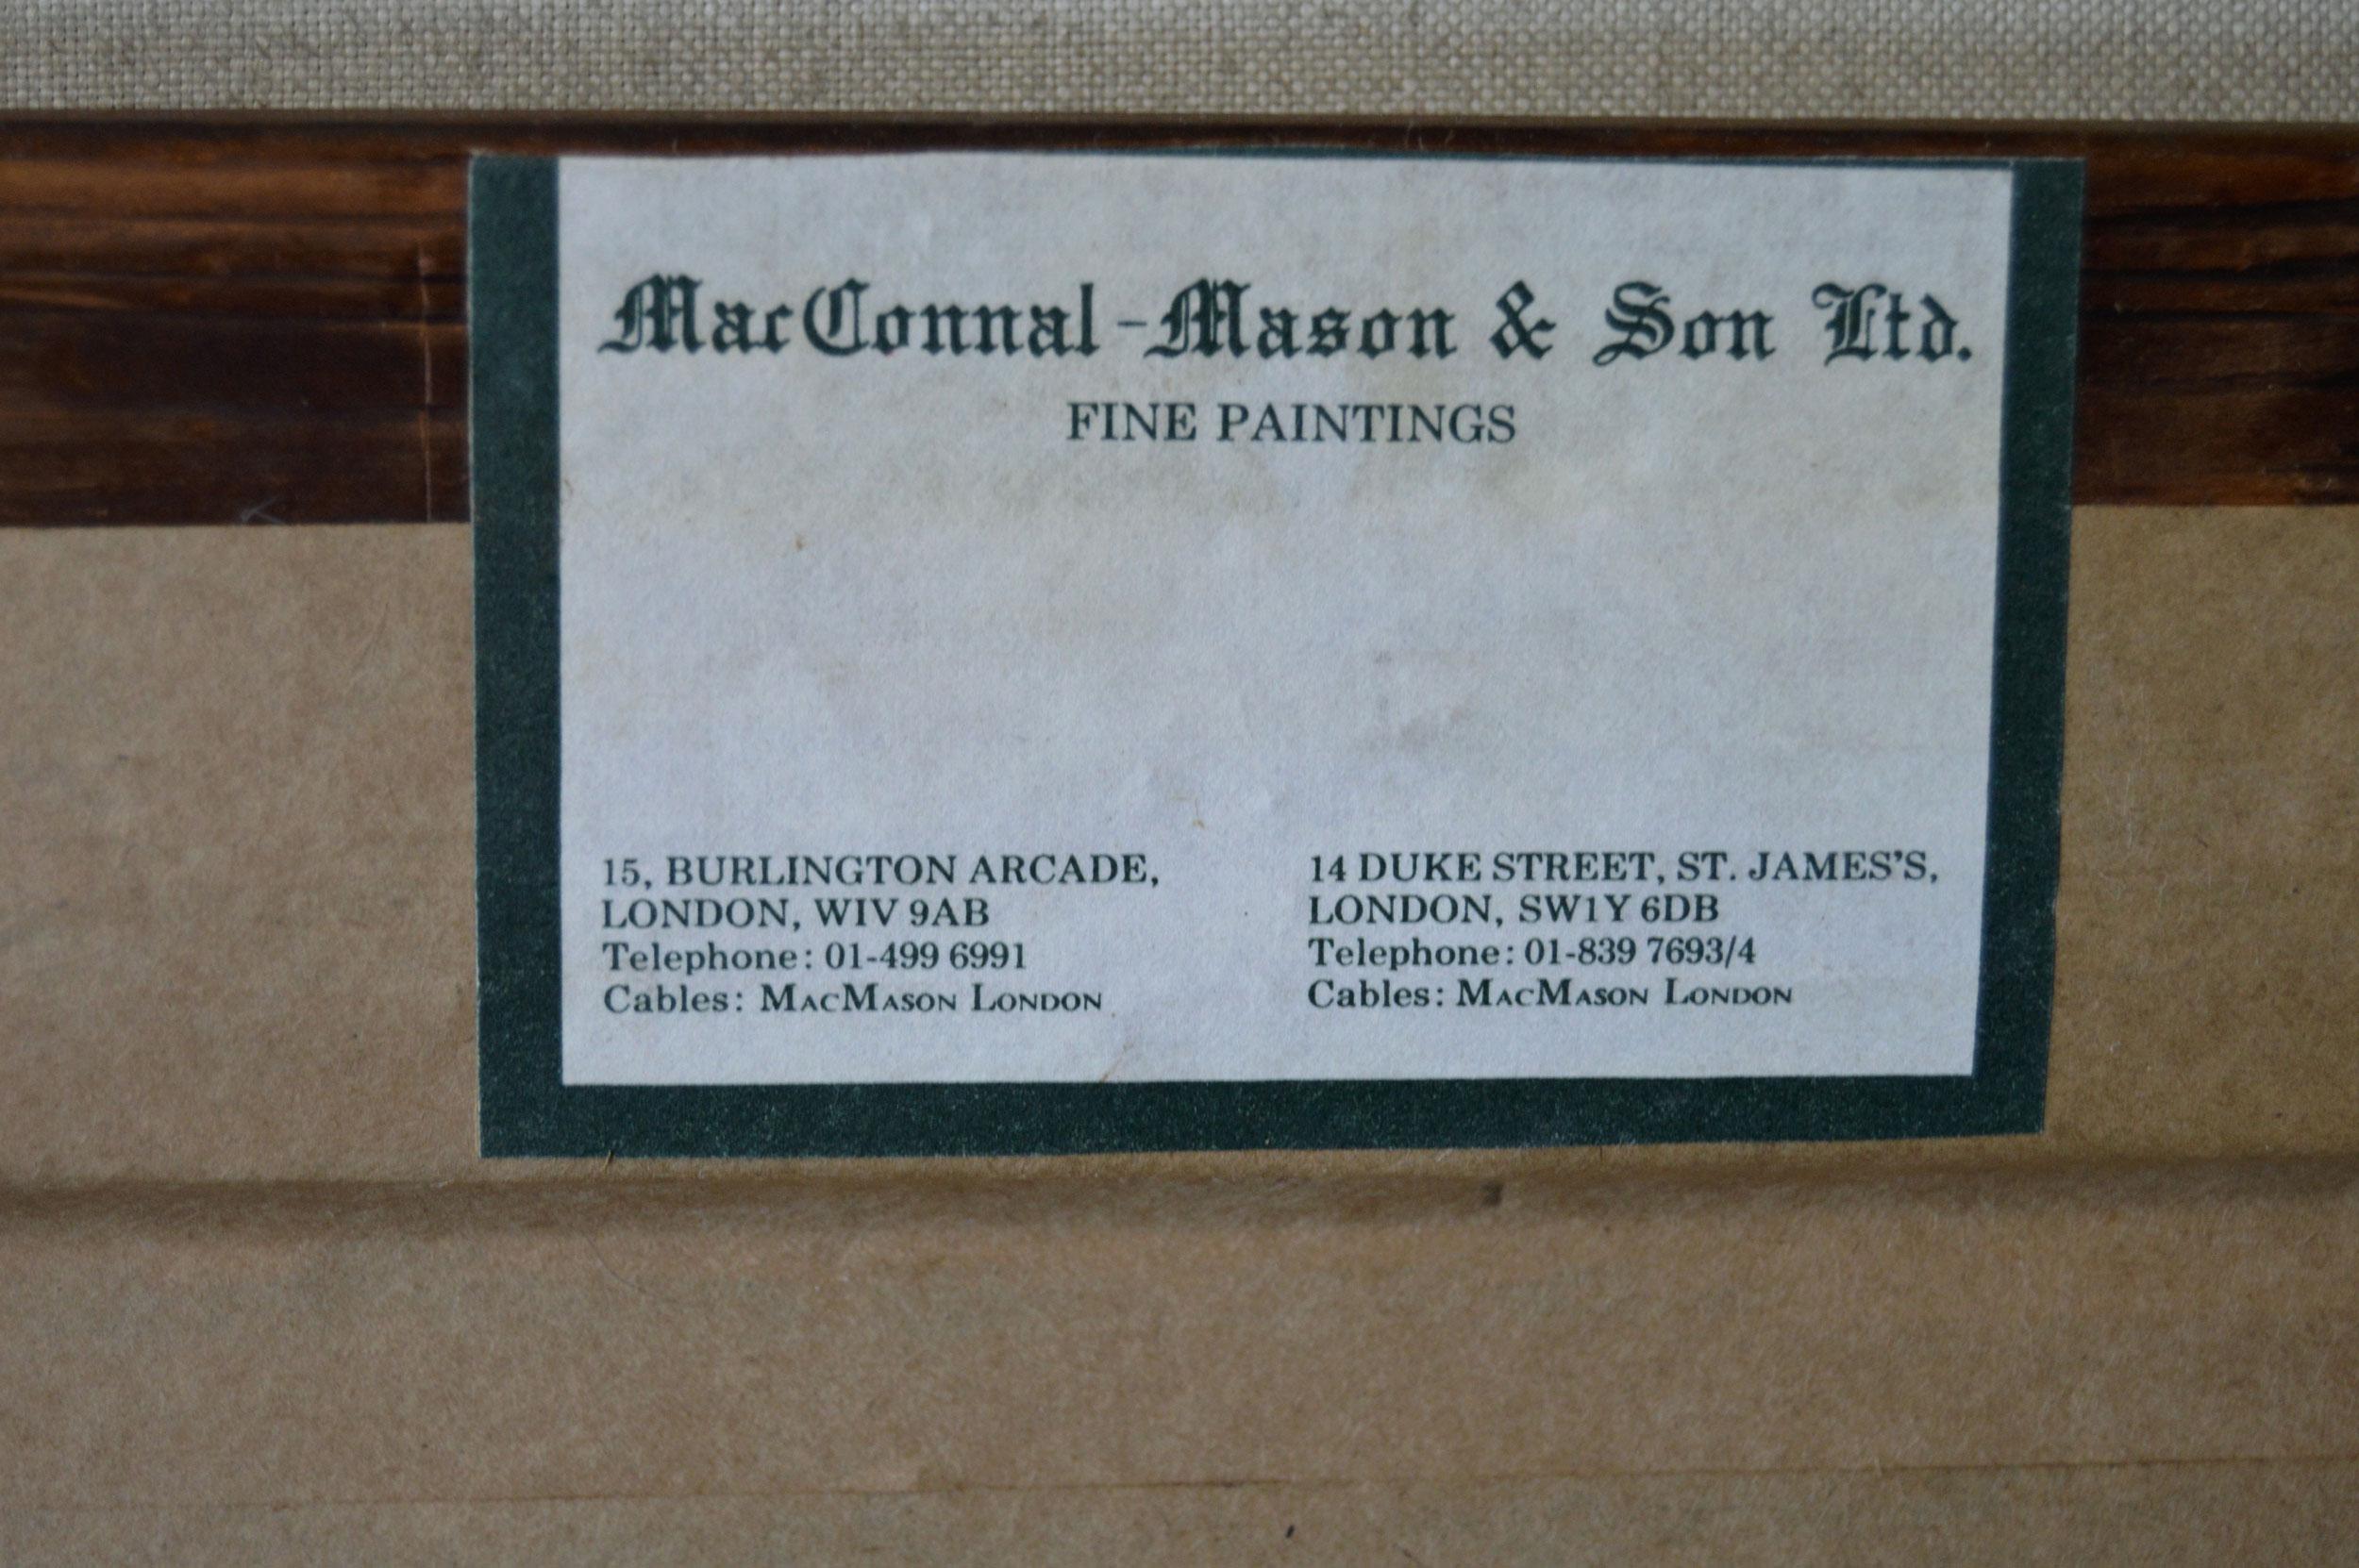 MacConnal-Mason & Son Ltd.
FINE PAINTINGS
15, BURLINGTON ARCADE,
LONDON, WIV 9AB
Telephone: 01-499 6991
Cables: MACMASON LONDON
14 DUKE STREET, ST. JAMES'S,
LONDON, SW1Y 6DB
Telephone: 01-839 7693/4
Cables: MACMASON LONDON